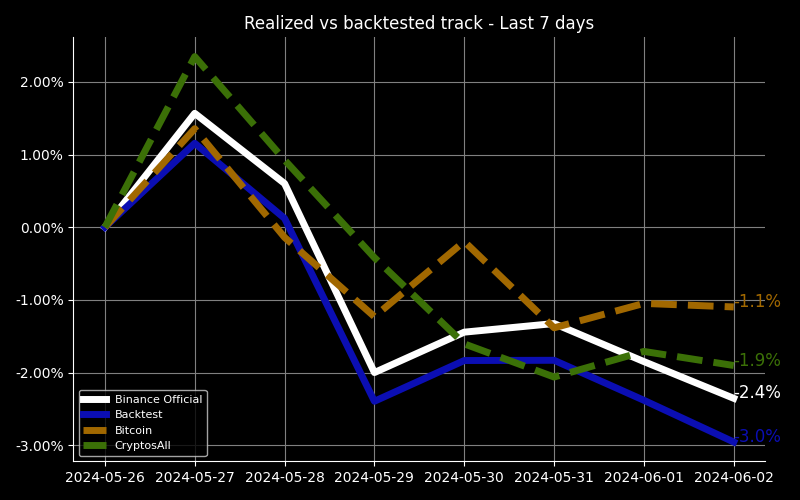 Realized vs backtested track - Last 7 days
2.00%
1.00%
0.00%
-1.00%
-2.00%
-3.00%
-1.1%
-1.9%
-2.4%
-3.0%
Binance Official
Backtest
Bitcoin
CryptosAll
2024-05-26 2024-05-27 2024-05-28 2024-05-29 2024-05-30 2024-05-31 2024-06-01 2024-06-02